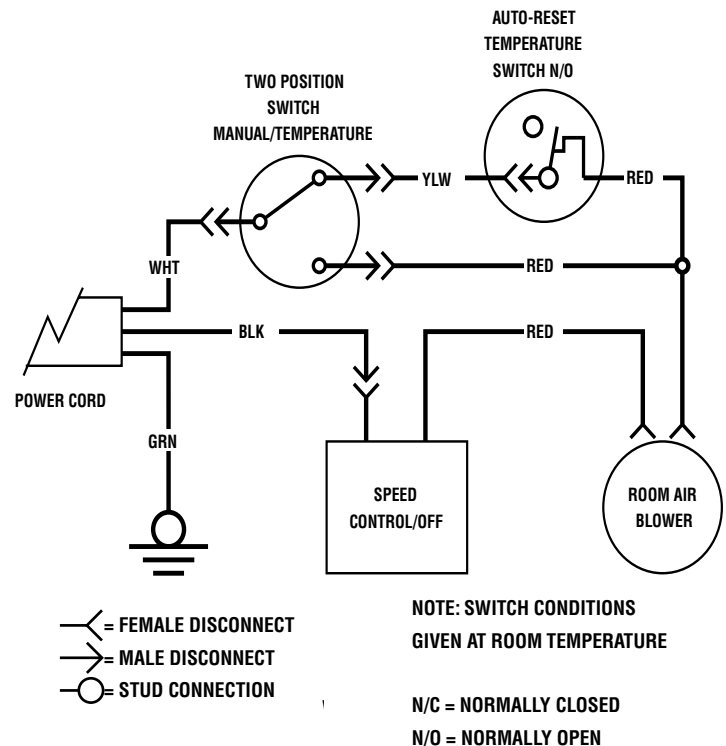 AUTO-RESET
TEMPERATURE
SWITCH N/O
TWO POSITION
SWITCH
MANUAL/TEMPERATURE
YLW
RED
WHT
RED
BLK
RED
POWER CORD
GRN
SPEED
CONTROL/OFF
ROOM AIR
BLOWER
= FEMALE DISCONNECT
= MALE DISCONNECT
= STUD CONNECTION
NOTE: SWITCH CONDITIONS
GIVEN AT ROOM TEMPERATURE
N/C = NORMALLY CLOSED
N/O = NORMALLY OPEN